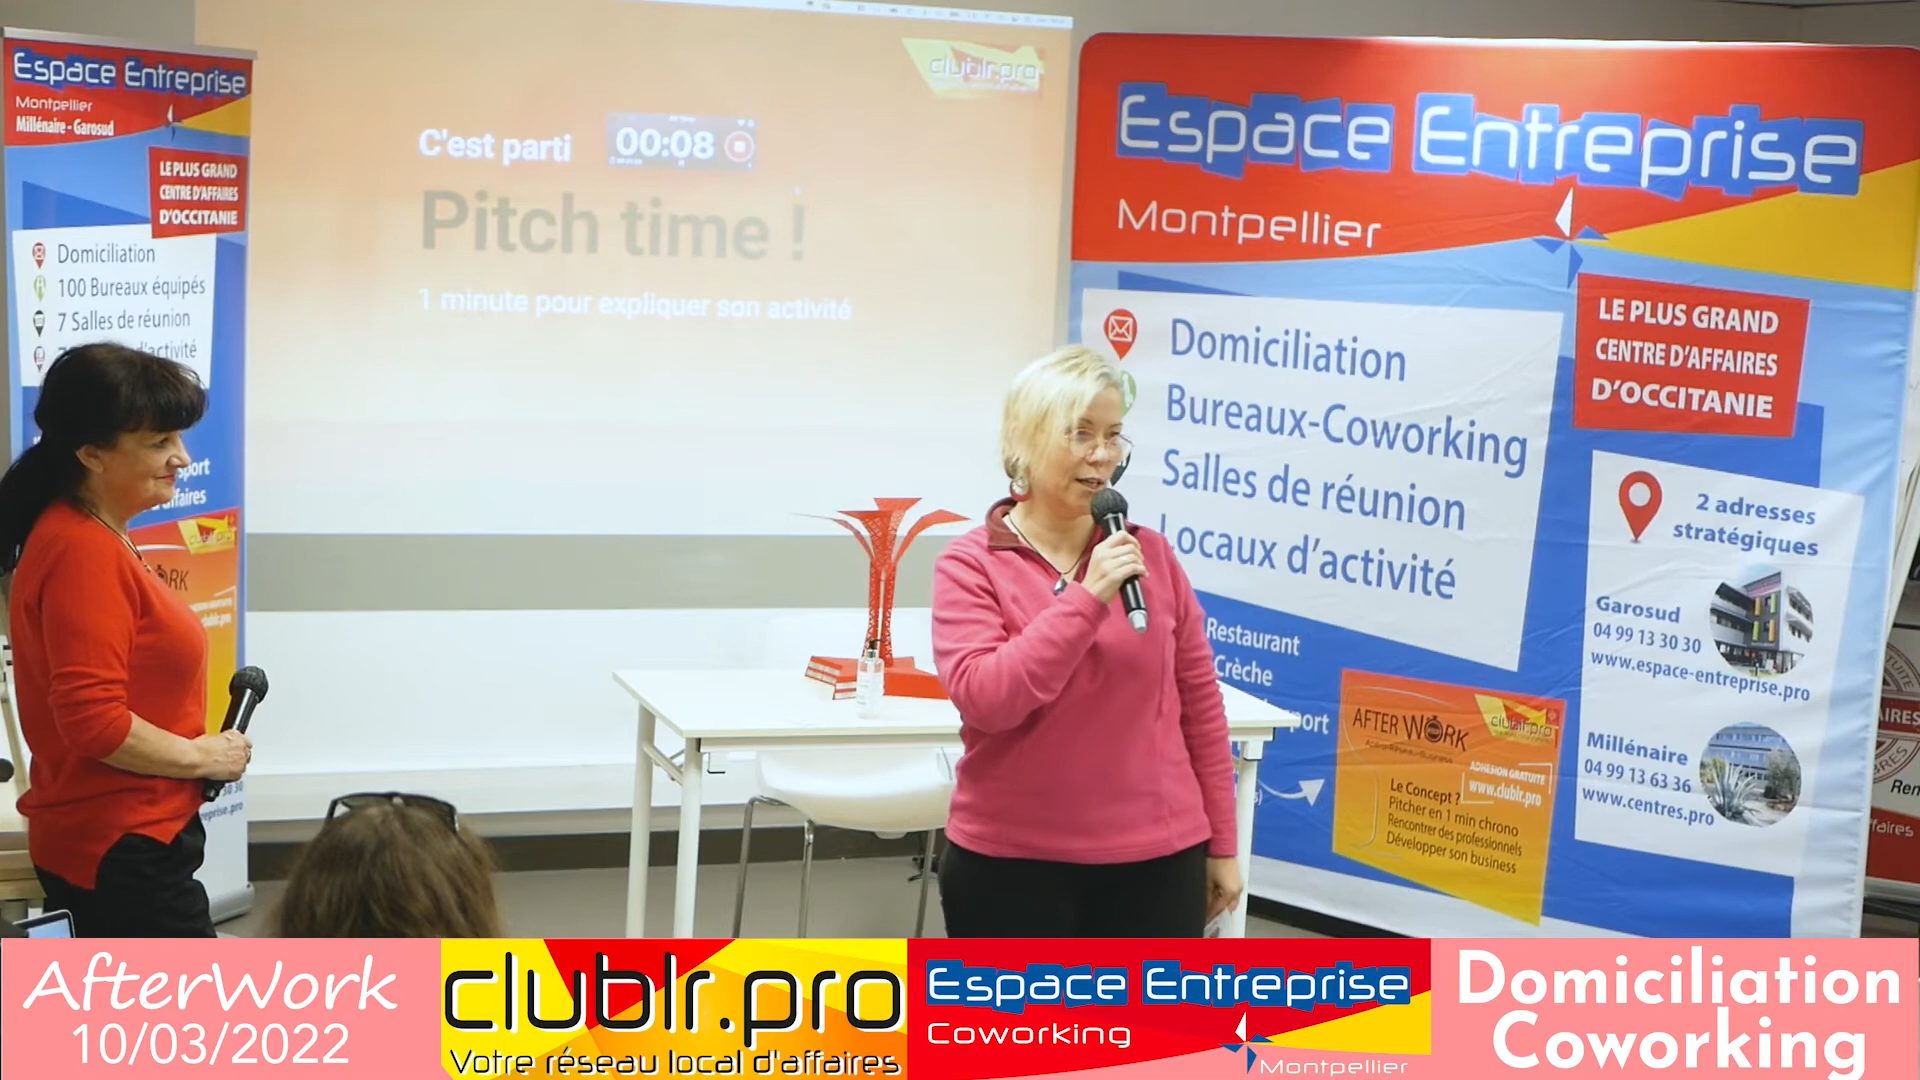 Espace Entreprise
Montpellier
Millénaire - Garosud
LE PLUS GRAND
CENTRE D'AFFAIRES
D'OCCITANIE
Domiciliation
100 Bureaux équipés
7 Salles de réunion
d'activité
clublr.pro
C'est parti
00:08
Pitch time !
1 minute pour expliquer son activité
clublr.pro
Espace Entreprise
Montpellier
LE PLUS GRAND
CENTRE D'AFFAIRES
D'OCCITANIE
Domiciliation
Bureaux-Coworking
Salles de réunion
Locaux d'activité
Restaurant
Crèche
2 adresses
stratégiques
Garosud
04 99 13 30 30
www.espace-entreprise.pro
Millénaire
04 99 13 63 36
www.centres.pro
AFTER WORK
clublr.pro
ADHESION GRATUITE
www.clublr.pro
Le Concept ?
Pitcher en 1 min chrono
Rencontrer des professionnels
Développer son business
AfterWork
10/03/2022
clublr.pro
Votre réseau local d'affaires
Espace Entreprise
Coworking
Montpellier
Domiciliation
Coworking